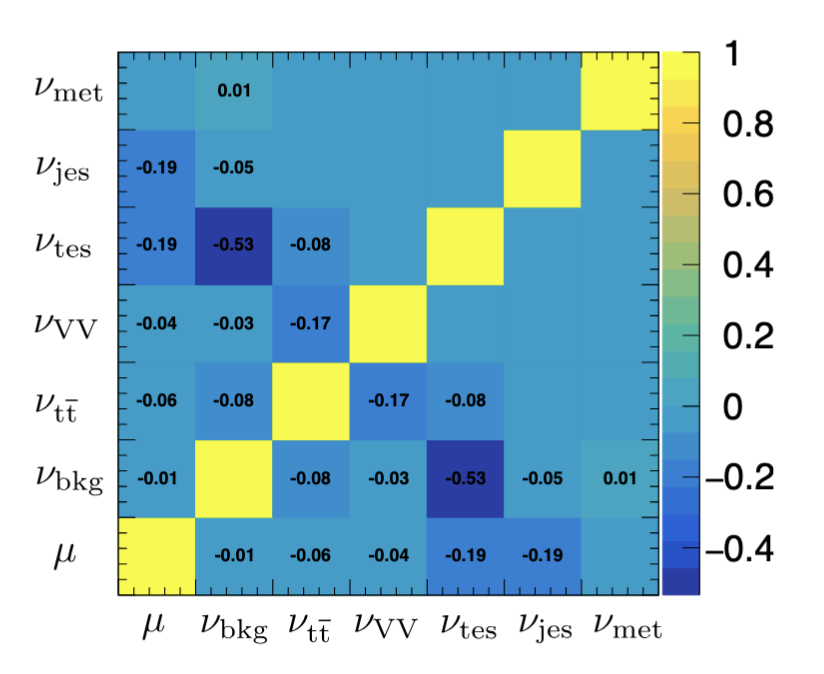 ν_met 0.01 1
ν_jes -0.19 -0.05 0.8
0.6
ν_tes -0.19 -0.53 -0.08 0.4
ν_VV -0.04 -0.03 -0.17 0.2
ν_tt̄ -0.06 -0.08 -0.17 -0.08 0
ν_bkg -0.01 -0.08 -0.03 -0.53 -0.05 0.01 −0.2
μ -0.01 -0.06 -0.04 -0.19 -0.19 −0.4
μ ν_bkg ν_tt̄ ν_VV ν_tes ν_jes ν_met